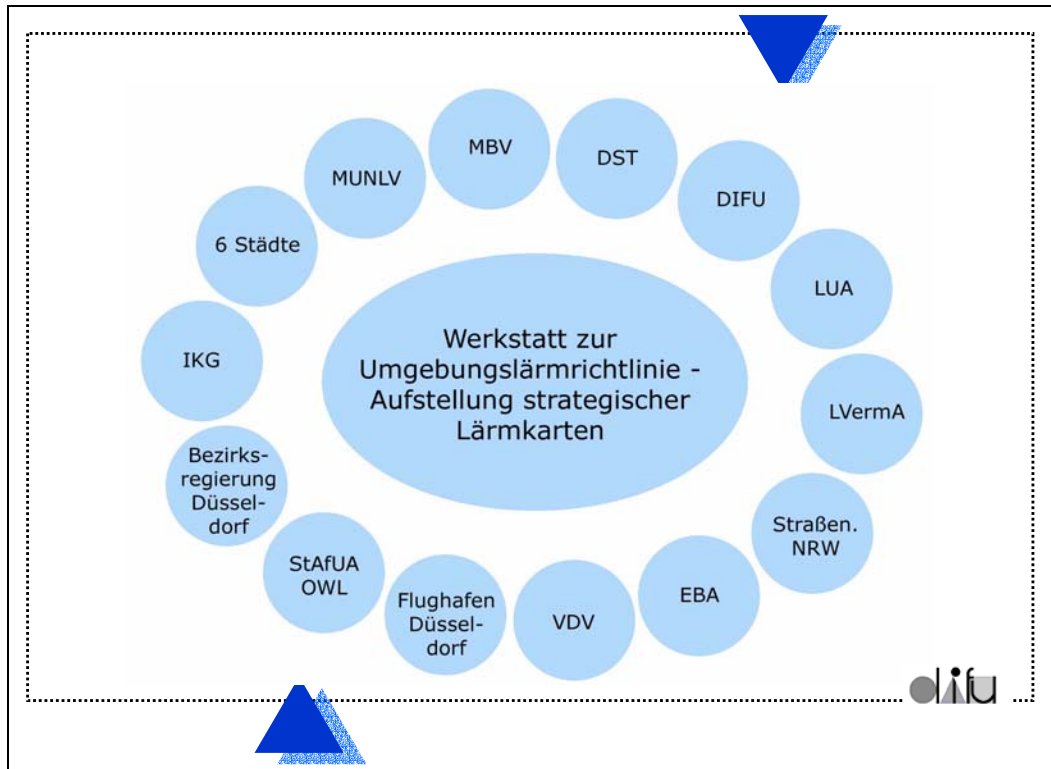 MBV
DST
MUNLV
DIFU
6 Städte
LUA
Werkstatt zur
Umgebungslärmrichtlinie -
Aufstellung strategischer
Lärmkarten
IKG
LVermA
Bezirks-
regierung
Düssel-
dorf
Straßen.
NRW
StAfUA
OWL
EBA
Flughafen
Düssel-
dorf
VDV
difu